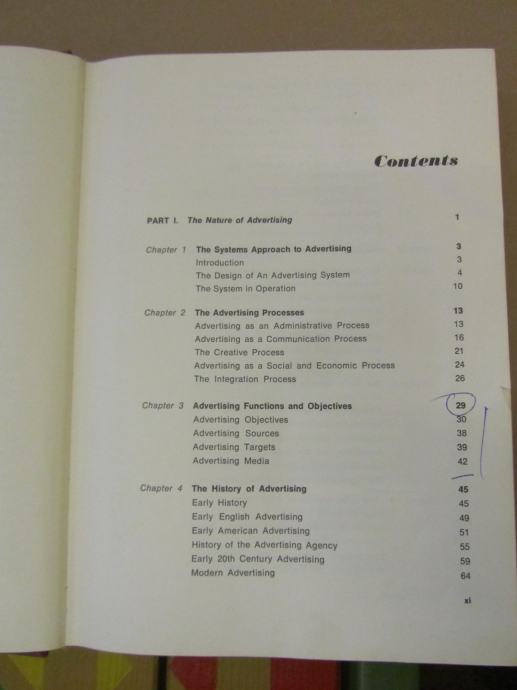 Contents
PART I. The Nature of Advertising 1
Chapter 1 The Systems Approach to Advertising 3
Introduction 3
The Design of An Advertising System 4
The System in Operation 10
Chapter 2 The Advertising Processes 13
Advertising as an Administrative Process 13
Advertising as a Communication Process 16
The Creative Process 21
Advertising as a Social and Economic Process 24
The Integration Process 26
Chapter 3 Advertising Functions and Objectives 29
Advertising Objectives 30
Advertising Sources 38
Advertising Targets 39
Advertising Media 42
Chapter 4 The History of Advertising 45
Early History 45
Early English Advertising 49
Early American Advertising 51
History of the Advertising Agency 55
Early 20th Century Advertising 59
Modern Advertising 64
xi